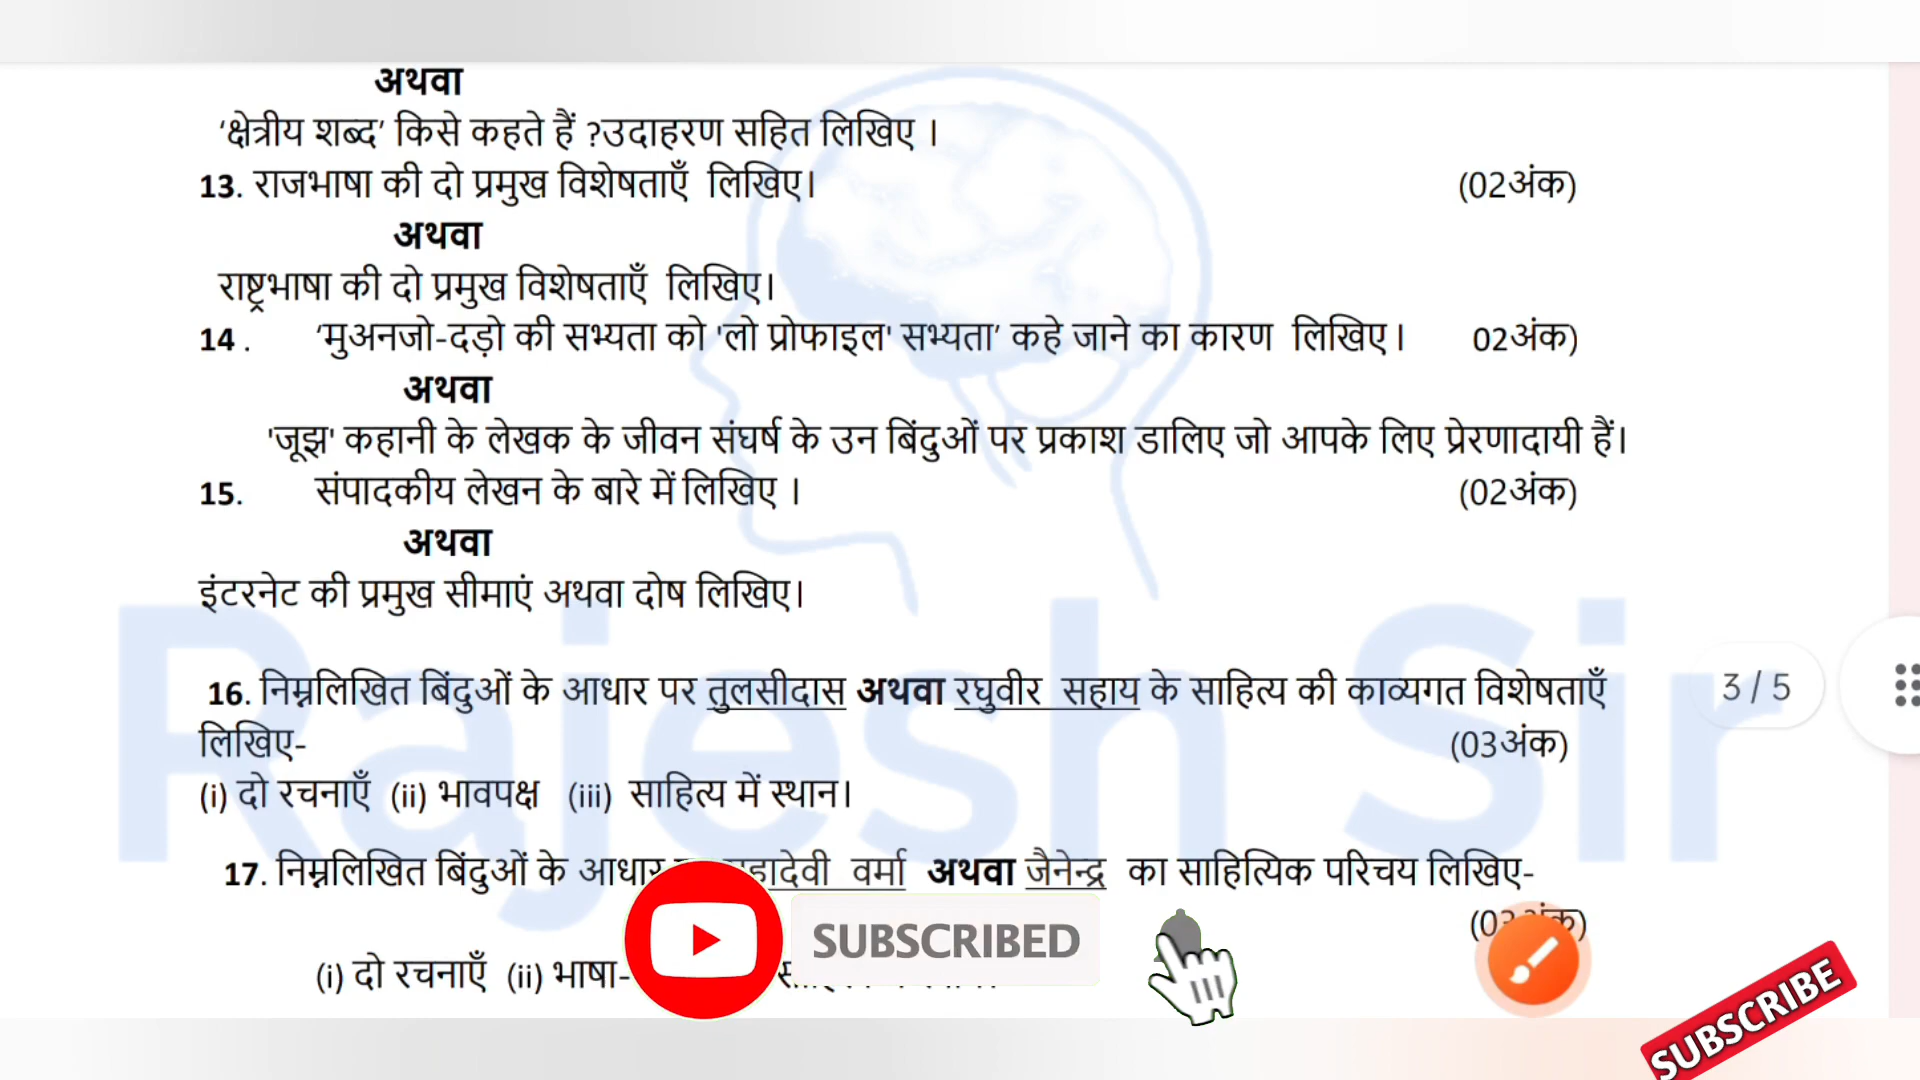 अथवा
‘क्षेत्रीय शब्द’ किसे कहते हैं ?उदाहरण सहित लिखिए ।
13. राजभाषा की दो प्रमुख विशेषताएँ लिखिए। (02अंक)
अथवा
राष्ट्रभाषा की दो प्रमुख विशेषताएँ लिखिए।
14 . ‘मुअनजो-दड़ो की सभ्यता को 'लो प्रोफाइल' सभ्यता’ कहे जाने का कारण लिखिए। 02अंक)
अथवा
'जूझ' कहानी के लेखक के जीवन संघर्ष के उन बिंदुओं पर प्रकाश डालिए जो आपके लिए प्रेरणादायी हैं।
15. संपादकीय लेखन के बारे में लिखिए । (02अंक)
अथवा
इंटरनेट की प्रमुख सीमाएं अथवा दोष लिखिए।
Rajesh Sir
16. निम्नलिखित बिंदुओं के आधार पर तुलसीदास अथवा रघुवीर सहाय के साहित्य की काव्यगत विशेषताएँ
3 / 5
लिखिए- (03अंक)
(i) दो रचनाएँ (ii) भावपक्ष (iii) साहित्य में स्थान।
17. निम्नलिखित बिंदुओं के आधार वर्मा अथवा जैनेन्द्र का साहित्यिक परिचय लिखिए-
SUBSCRIBED
(i) दो रचनाएँ (ii) भाषा-
SUBSCRIBE